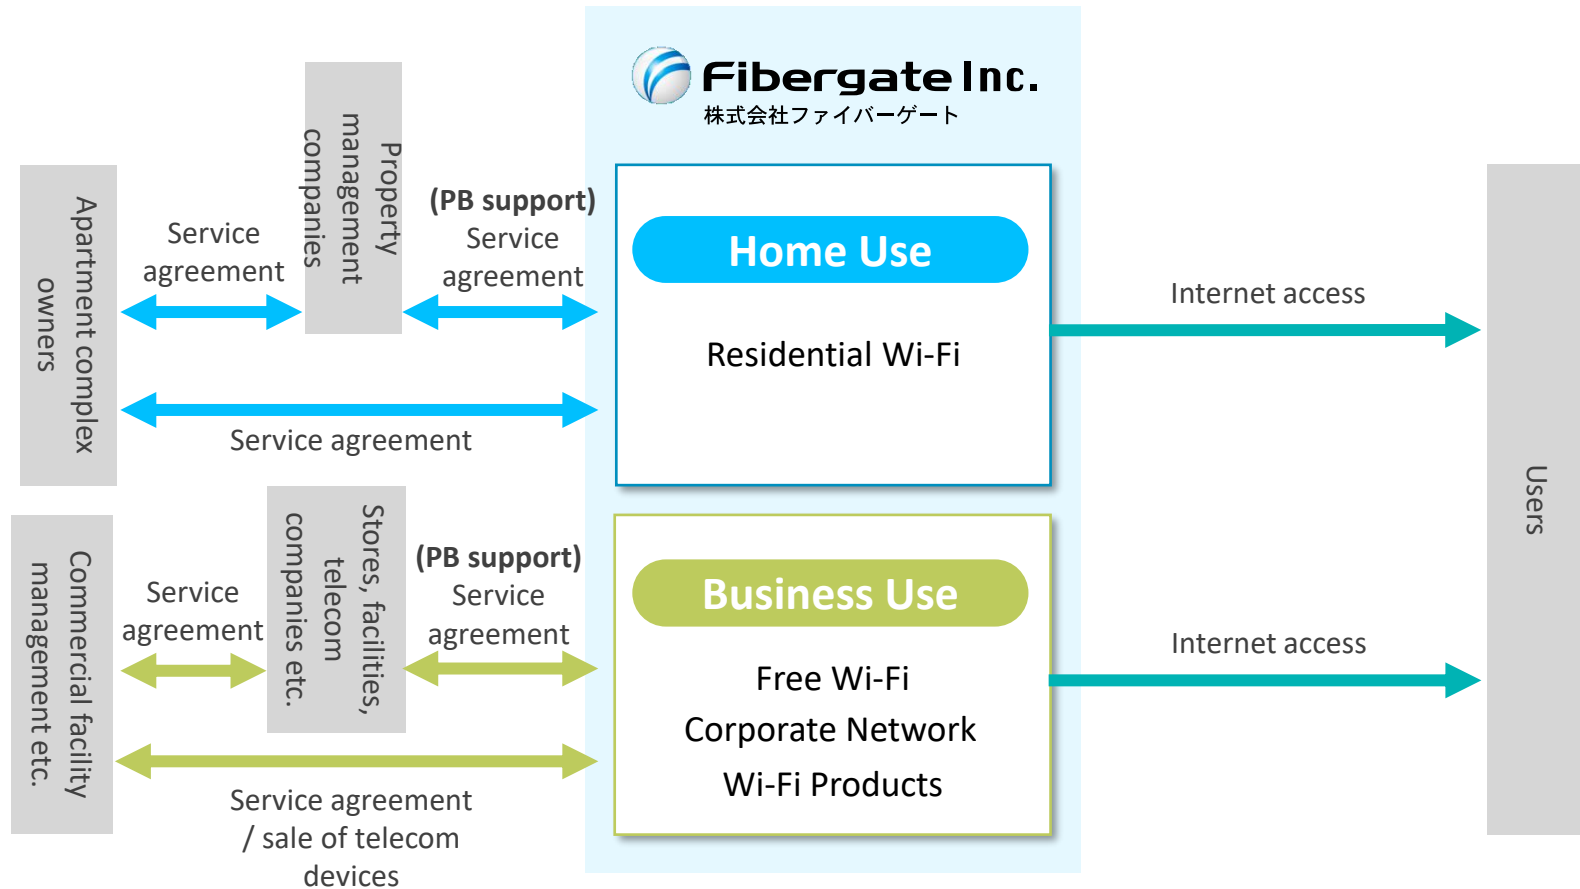 Fibergate Inc.
株式会社ファイバーゲート
Apartment complex
owners
Service
agreement
Property
management
companies
(PB support)
Service
agreement
Service agreement
Home Use
Residential Wi-Fi
Internet access
Commercial facility
management etc.
Service
agreement
Stores, facilities,
telecom
companies etc.
(PB support)
Service
agreement
Service agreement
/ sale of telecom
devices
Business Use
Free Wi-Fi
Corporate Network
Wi-Fi Products
Internet access
Users